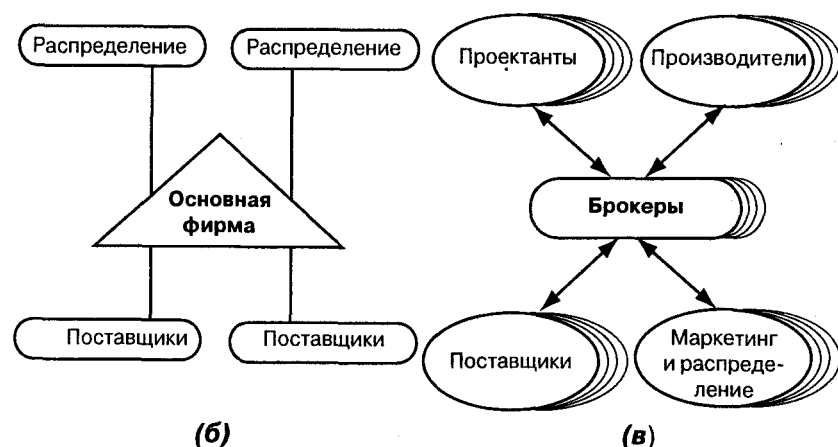 Распределение
Распределение
Основная
фирма
Поставщики
Поставщики
(б)
Проектанты
Производители
Брокеры
Поставщики
Маркетинг
и распреде-
ление
(в)